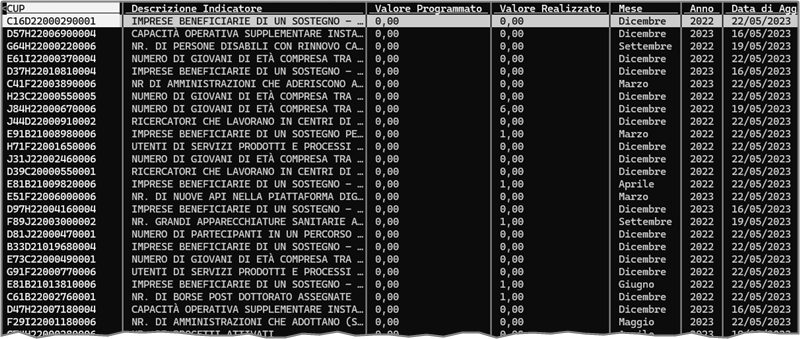 CUP Descrizione Indicatore Valore Programmato Valore Realizzato Mese Anno Data di Agg
C16D22000290001 IMPRESE BENEFICIARIE DI UN SOSTEGNO – … 0,00 0,00 Dicembre 2022 22/05/2023
D57H22006900004 CAPACITÀ OPERATIVA SUPPLEMENTARE INSTA… 0,00 0,00 Dicembre 2022 16/05/2023
G64H22000220006 NR. DI PERSONE DISABILI CON RINNOVO CA… 0,00 0,00 Settembre 2022 19/05/2023
E61I22000370004 NUMERO DI GIOVANI DI ETÀ COMPRESA TRA … 0,00 0,00 Dicembre 2022 22/05/2023
D37H22010810004 IMPRESE BENEFICIARIE DI UN SOSTEGNO – … 0,00 0,00 Dicembre 2022 16/05/2023
C41F22003890006 NR DI AMMINISTRAZIONI CHE ADERISCONO A… 0,00 0,00 Marzo 2022 22/05/2023
H23C22000550005 NUMERO DI GIOVANI DI ETÀ COMPRESA TRA … 0,00 0,00 Dicembre 2022 22/05/2023
J84H22000670006 NUMERO DI GIOVANI DI ETÀ COMPRESA TRA … 0,00 6,00 Dicembre 2022 19/05/2023
J44D22000910002 RICERCATORI CHE LAVORANO IN CENTRI DI … 0,00 0,00 Dicembre 2022 22/05/2023
E91B21008980006 IMPRESE BENEFICIARIE DI UN SOSTEGNO PE… 0,00 1,00 Marzo 2022 22/05/2023
H71F22001650006 UTENTI DI SERVIZI PRODOTTI E PROCESSI … 0,00 0,00 Dicembre 2022 22/05/2023
J31J22002460006 NUMERO DI GIOVANI DI ETÀ COMPRESA TRA … 0,00 0,00 Dicembre 2022 22/05/2023
D39C20000550001 RICERCATORI CHE LAVORANO IN CENTRI DI … 0,00 0,00 Dicembre 2022 22/05/2023
E81B21009820006 IMPRESE BENEFICIARIE DI UN SOSTEGNO – … 0,00 1,00 Aprile 2022 22/05/2023
E51F22006000006 NR. DI NUOVE API NELLA PIATTAFORMA DIG… 0,00 0,00 Marzo 2023 22/05/2023
D97H22004160004 IMPRESE BENEFICIARIE DI UN SOSTEGNO – … 0,00 0,00 Dicembre 2022 16/05/2023
F89J22003000002 NR. GRANDI APPARECCHIATURE SANITARIE A… 0,00 1,00 Settembre 2022 19/05/2023
D81J22000470001 NUMERO DI PARTECIPANTI IN UN PERCORSO … 0,00 0,00 Dicembre 2022 22/05/2023
B33D21019680004 IMPRESE BENEFICIARIE DI UN SOSTEGNO – … 0,00 0,00 Dicembre 2022 22/05/2023
E73C22000490001 NUMERO DI GIOVANI DI ETÀ COMPRESA TRA … 0,00 0,00 Dicembre 2022 22/05/2023
G91F22000770006 UTENTI DI SERVIZI PRODOTTI E PROCESSI … 0,00 0,00 Dicembre 2022 22/05/2023
E81B21013810006 IMPRESE BENEFICIARIE DI UN SOSTEGNO – … 0,00 1,00 Giugno 2022 22/05/2023
C61B22002760001 NR. DI BORSE POST DOTTORATO ASSEGNATE 0,00 1,00 Dicembre 2022 22/05/2023
D47H22007180004 CAPACITÀ OPERATIVA SUPPLEMENTARE INSTA… 0,00 0,00 Dicembre 2023 16/05/2023
F29I22001180006 NR. DI AMMINISTRAZIONI CHE ADOTTANO (S… 0,00 0,00 Maggio 2023 22/05/2023